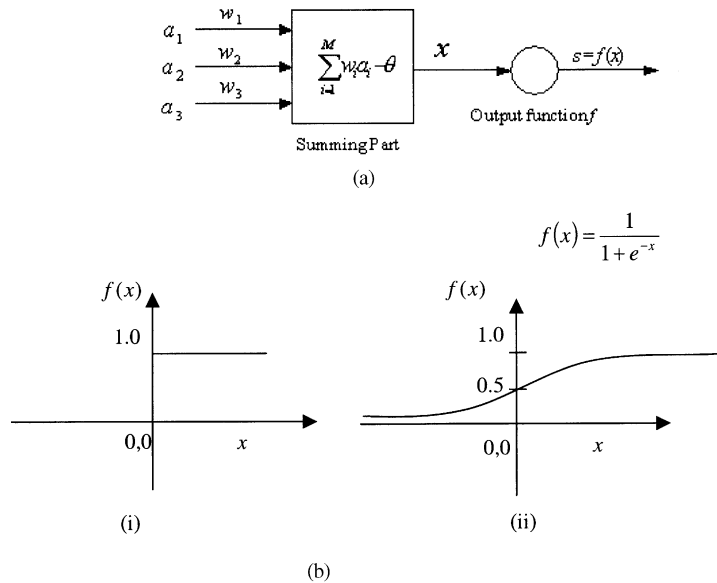 a₁ w₁
a₂ w₂
a₃ w₃
M
∑ wᵢaᵢ-θ
i=1
x
s=f(x)
Output function f
Summing Part
(a)
f(x) = 1 / (1 + e⁻ˣ)
f(x)
1.0
0,0
x
(i)
f(x)
1.0
0.5
0,0
x
(ii)
(b)